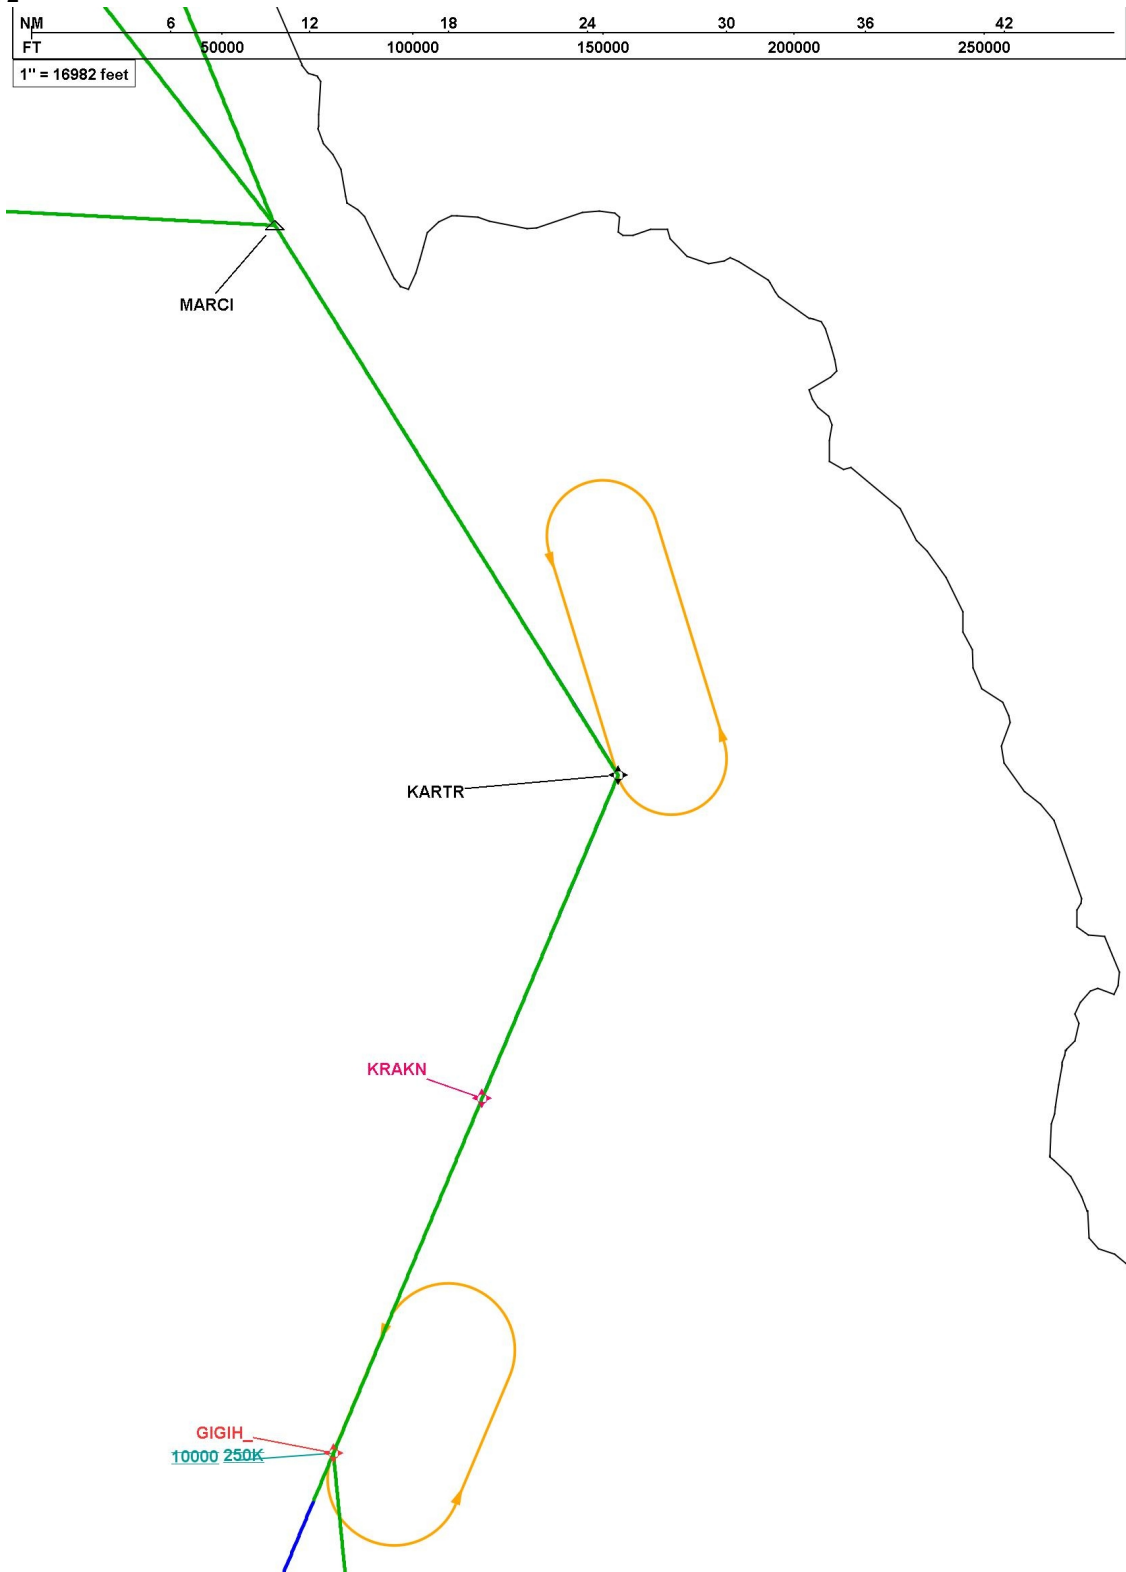 NM 6 12 18 24 30 36 42
FT 50000 100000 150000 200000 250000
1" = 16982 feet
MARCI
KARTR
KRAKN
GIGIH_
10000 250K